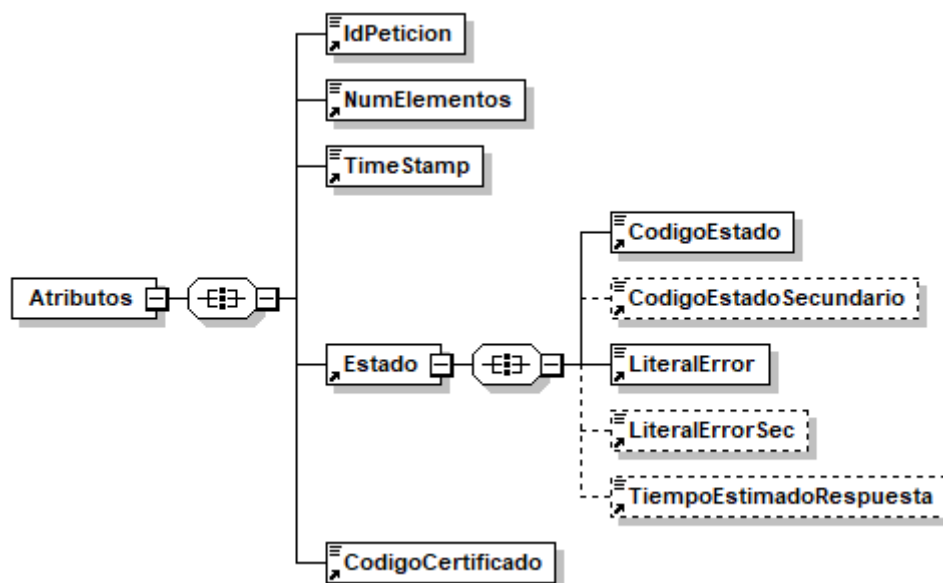 IdPeticion
NumElementos
TimeStamp
Atributos
Estado
CodigoEstado
CodigoEstadoSecundario
LiteralError
LiteralErrorSec
TiempoEstimadoRespuesta
CodigoCertificado